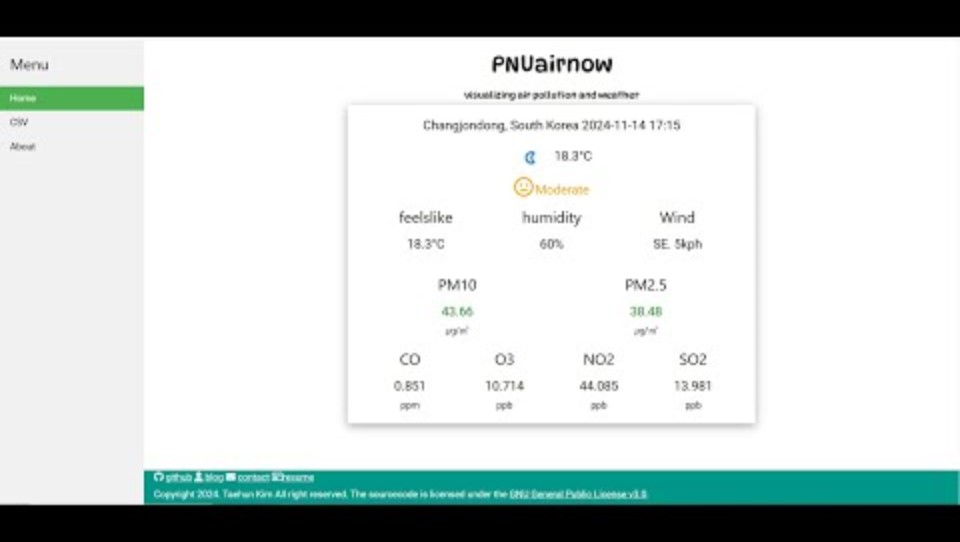 Menu
Home
CSV
About
PNUairnow
visualizing air pollution and weather
Changjondong, South Korea 2024-11-14 17:15
18.3°C
Moderate
feelslike humidity Wind
18.3°C 60% SE. 5kph
PM10 PM2.5
43.66 38.48
μg/m³ μg/m³
CO O3 NO2 SO2
0.851 10.714 44.085 13.981
ppm ppb ppb ppb
github blog contact resume
Copyright 2024. Taehun Kim All right reserved. The sourcecode is licensed under the GNU General Public License v3.0.